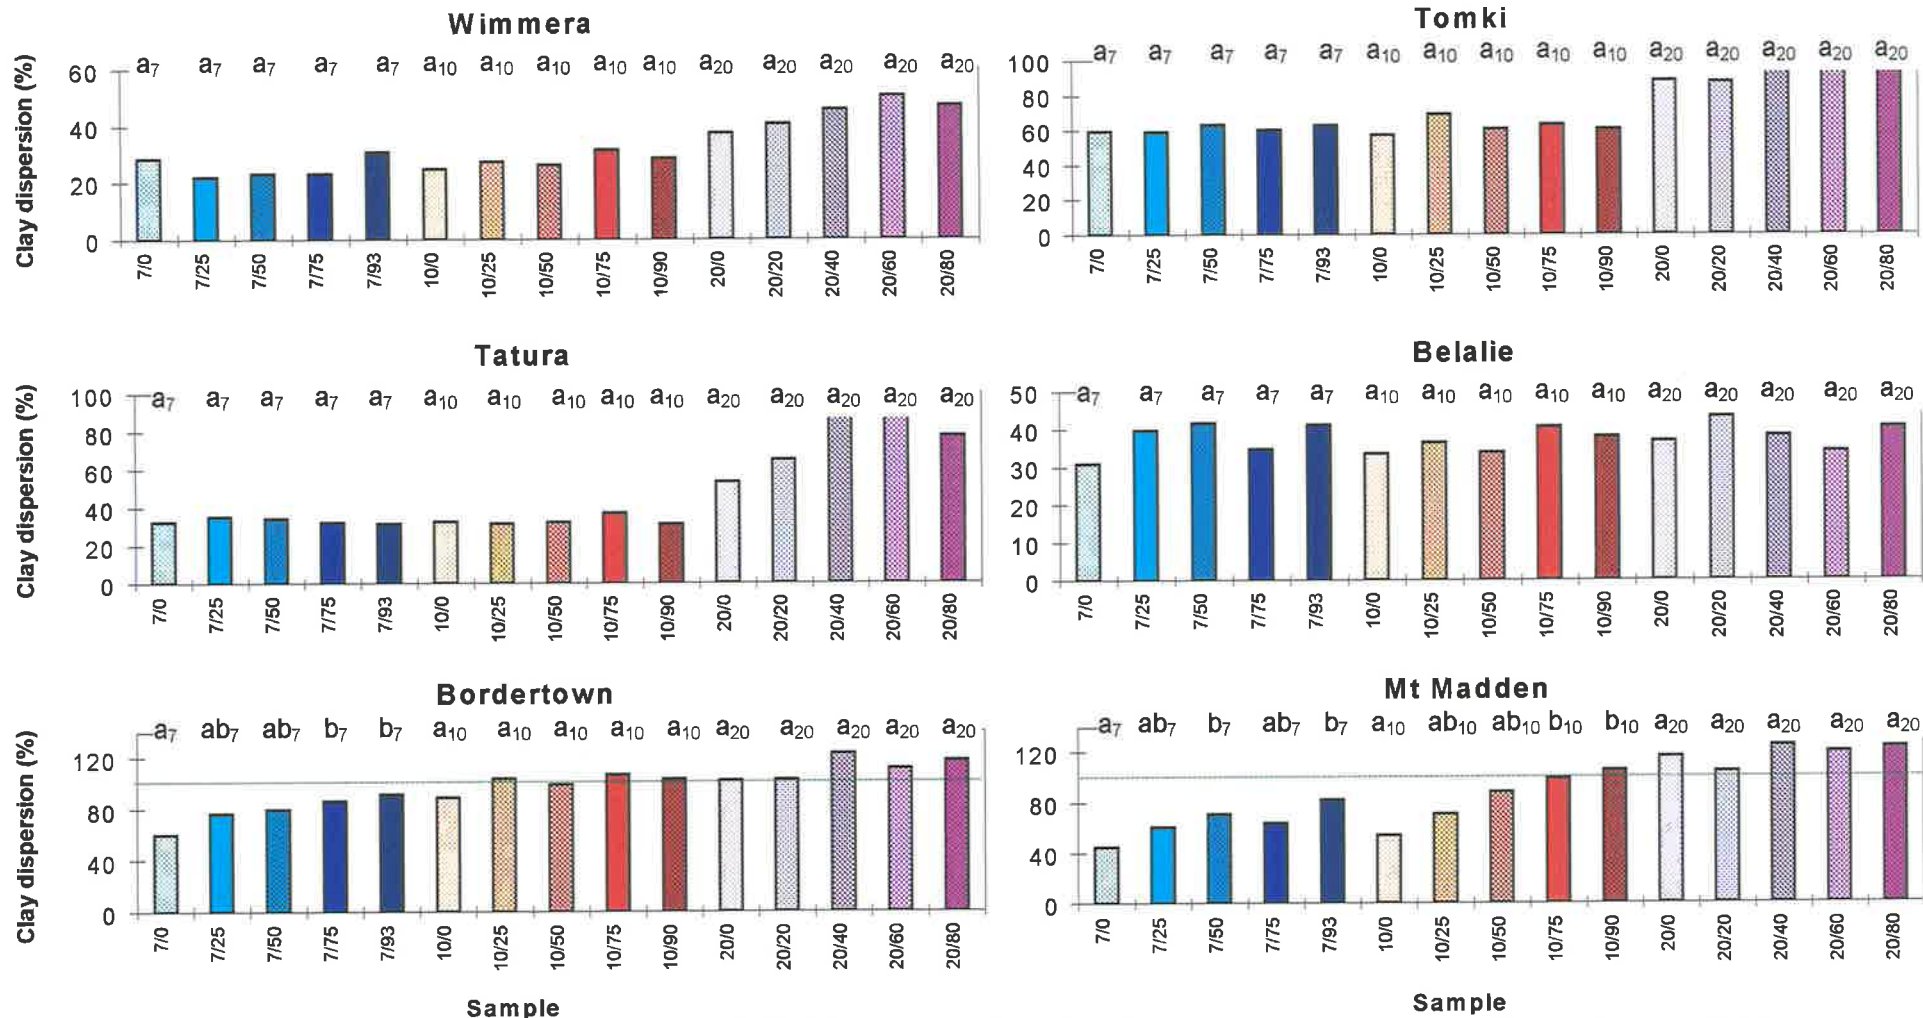 Wimmera
Clay dispersion (%)
a7 a7 a7 a7 a7 a10 a10 a10 a10 a10 a20 a20 a20 a20 a20
60
40
20
0
7/0 7/25 7/50 7/75 7/93 10/0 10/25 10/50 10/75 10/90 20/0 20/20 20/40 20/60 20/80
Tomki
a7 a7 a7 a7 a7 a10 a10 a10 a10 a10 a20 a20 a20 a20 a20
100
80
60
40
20
0
7/0 7/25 7/50 7/75 7/93 10/0 10/25 10/50 10/75 10/90 20/0 20/20 20/40 20/60 20/80
Tatura
Clay dispersion (%)
a7 a7 a7 a7 a7 a10 a10 a10 a10 a10 a20 a20 a20 a20 a20
100
80
60
40
20
0
7/0 7/25 7/50 7/75 7/93 10/0 10/25 10/50 10/75 10/90 20/0 20/20 20/40 20/60 20/80
Belalie
a7 a7 a7 a7 a7 a10 a10 a10 a10 a10 a20 a20 a20 a20 a20
50
40
30
20
10
0
7/0 7/25 7/50 7/75 7/93 10/0 10/25 10/50 10/75 10/90 20/0 20/20 20/40 20/60 20/80
Bordertown
Clay dispersion (%)
a7 ab7 ab7 b7 b7 a10 a10 a10 a10 a10 a20 a20 a20 a20 a20
120
80
40
0
7/0 7/25 7/50 7/75 7/93 10/0 10/25 10/50 10/75 10/90 20/0 20/20 20/40 20/60 20/80
Sample
Mt Madden
a7 ab7 b7 ab7 b7 a10 ab10 ab10 b10 b10 a20 a20 a20 a20 a20
120
80
40
0
7/0 7/25 7/50 7/75 7/93 10/0 10/25 10/50 10/75 10/90 20/0 20/20 20/40 20/60 20/80
Sample